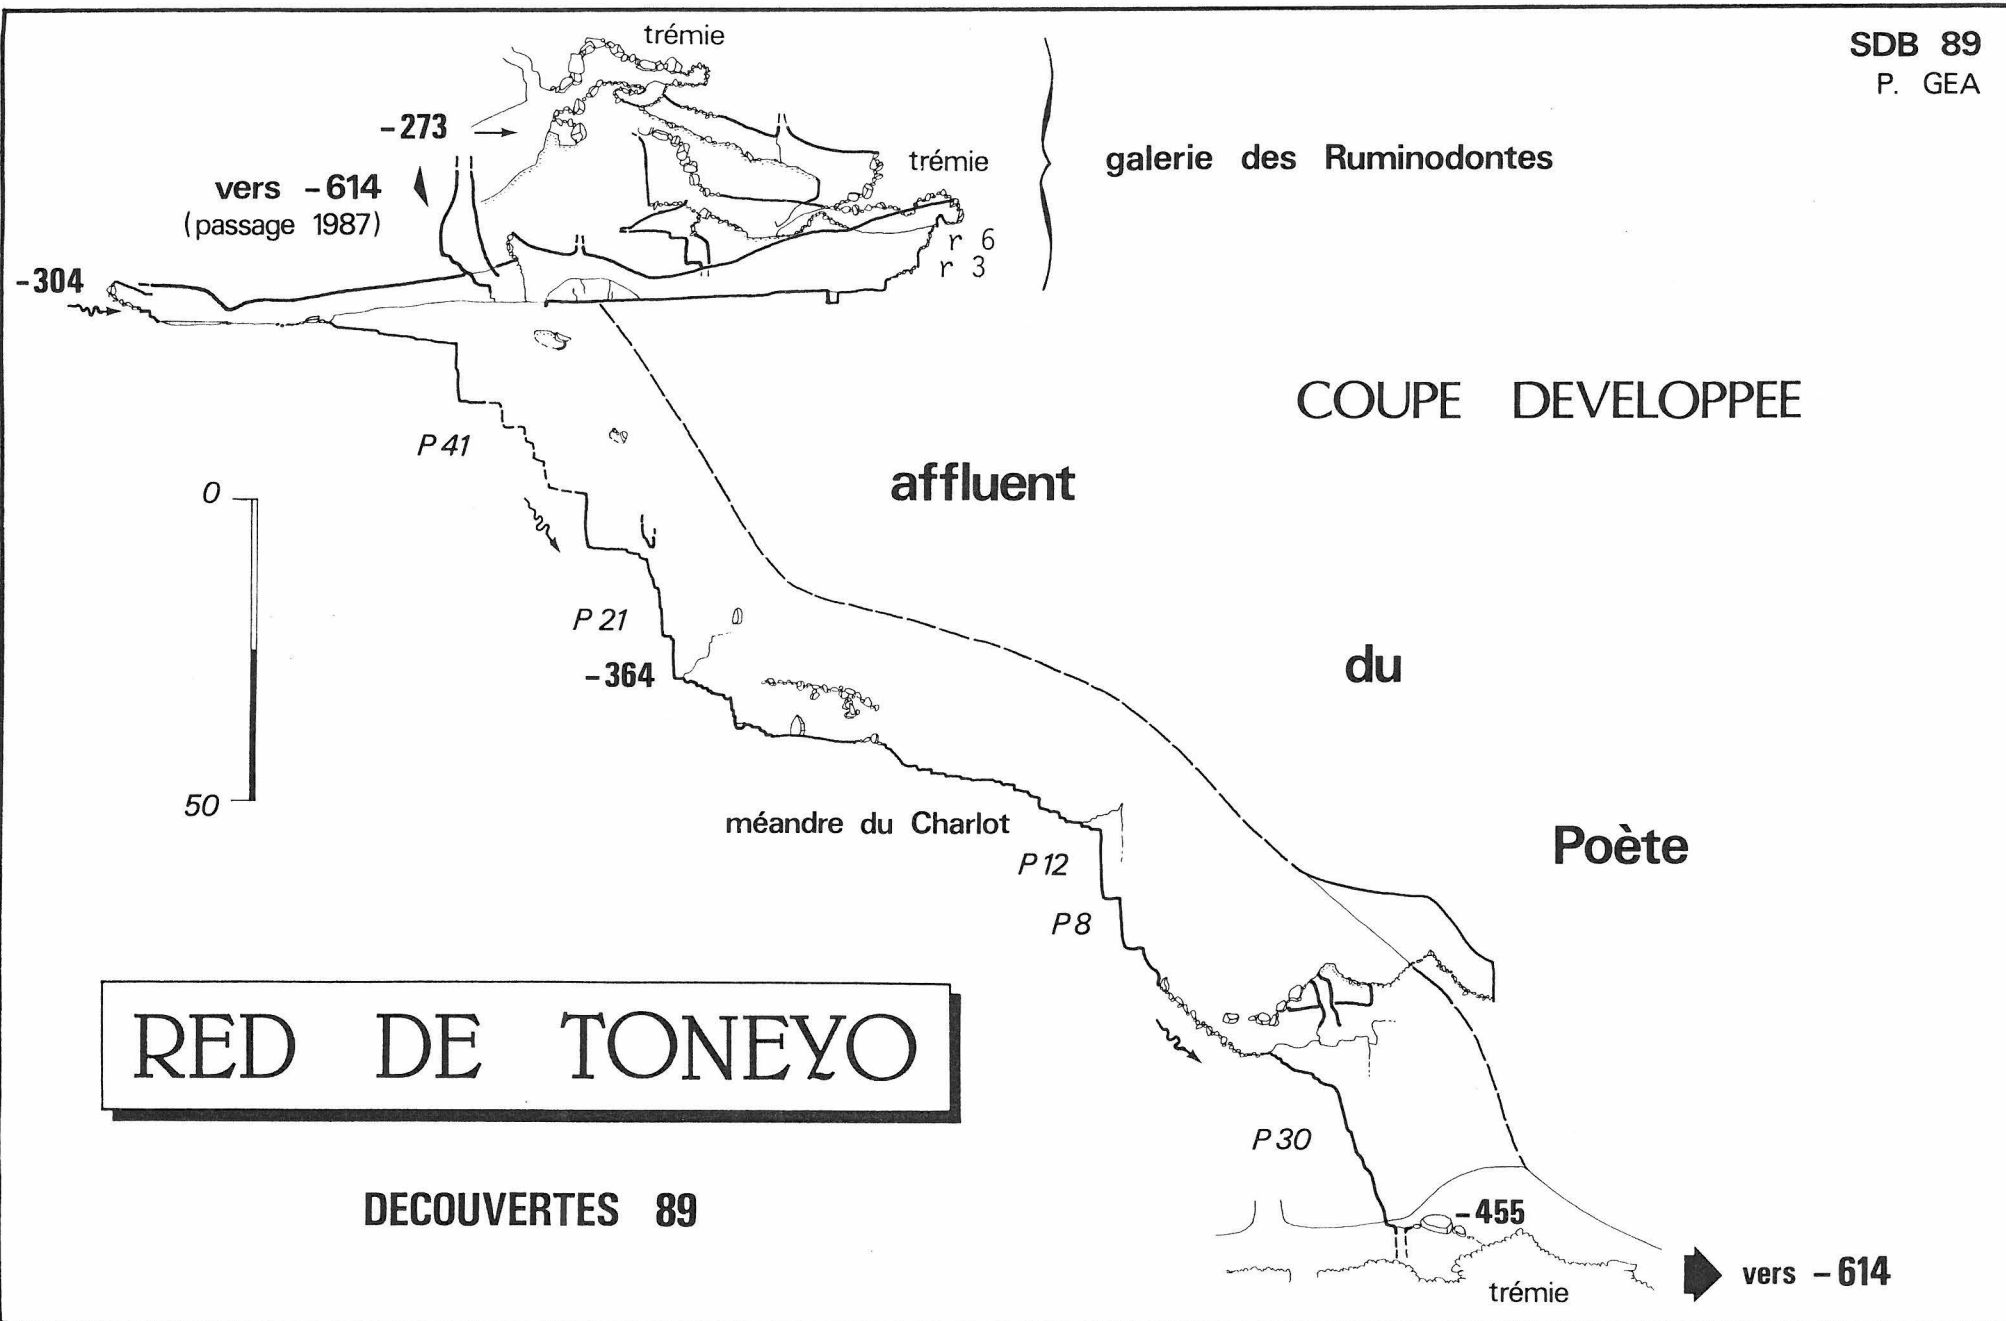 trémie
SDB 89
P. GEA
-273
trémie
galerie des Ruminodontes
vers -614
(passage 1987)
r 6
r 3
-304
COUPE DEVELOPPEE
P 41
affluent
0
P 21
du
-364
50
méandre du Charlot
Poète
P 12
P 8
RED DE TONEYO
P 30
DECOUVERTES 89
-455
vers -614
trémie